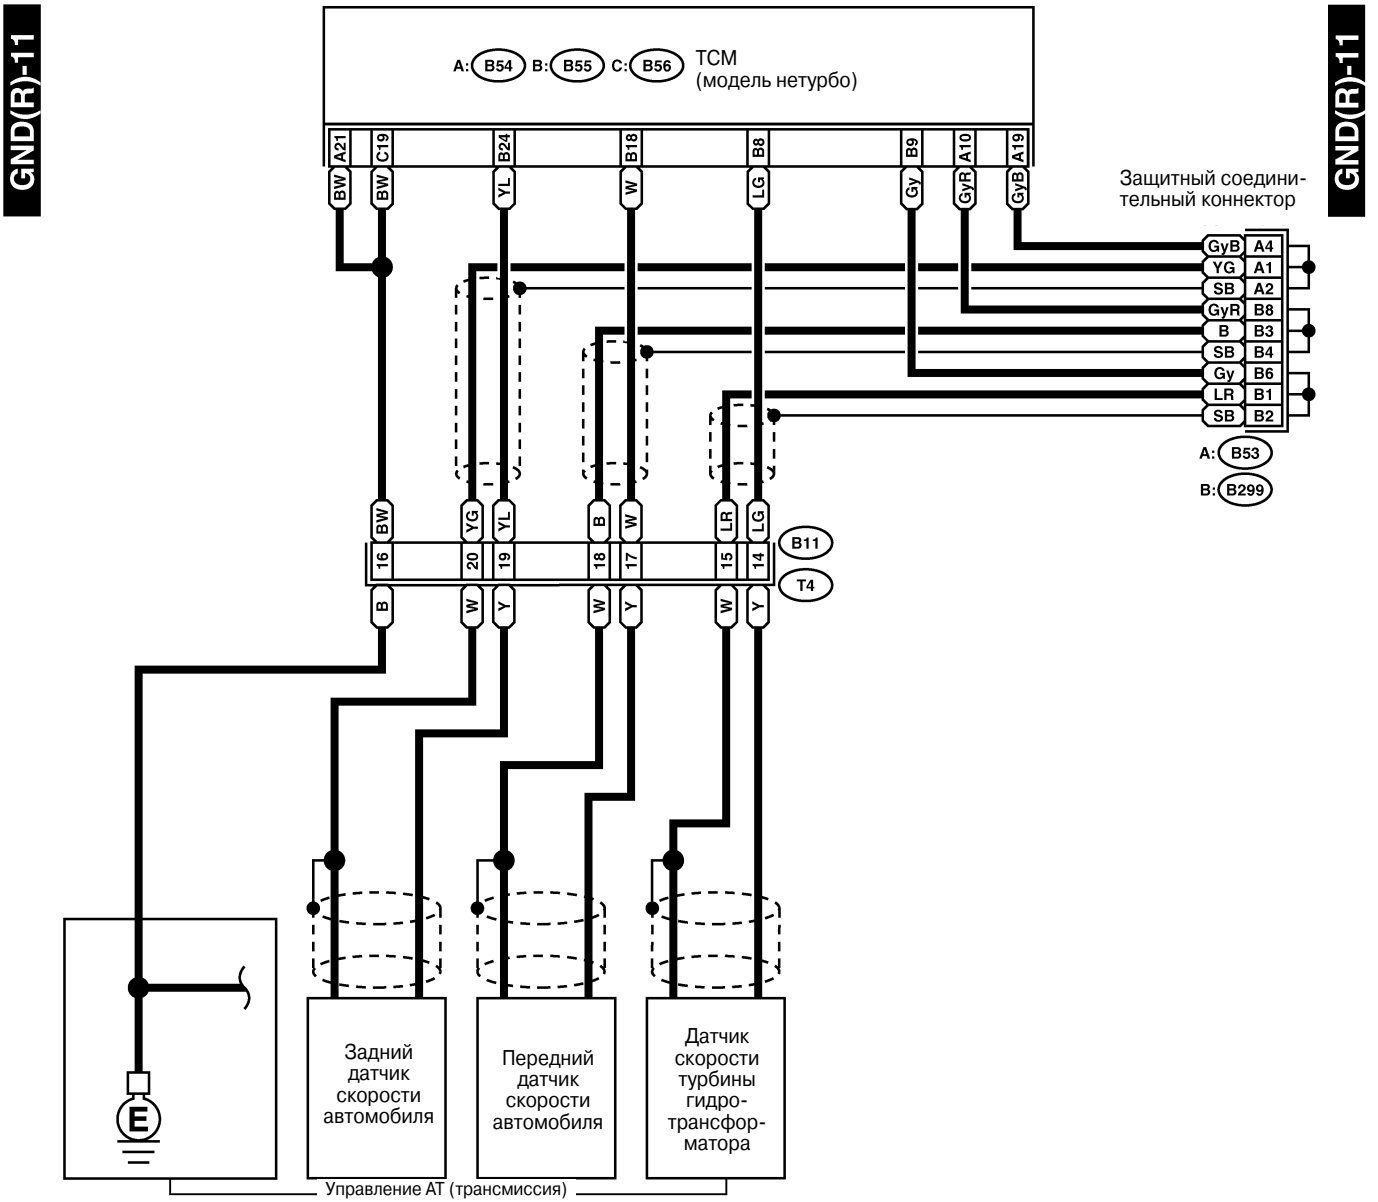 GND(R)-11
GND(R)-11
A: B54 B: B55 C: B56
TCM
(модель нетурбо)
A21 C19 B24 B18 B8 B9 A10 A19
BW BW YL W LG Gy GyR GyB
Защитный соедини-
тельный коннектор
GyB A4
YG A1
SB A2
GyR B8
B B3
SB B4
Gy B6
LR B1
SB B2
A: B53
B: B299
BW YG YL B W LR LG
16 20 19 18 17 15 14
B11
T4
B W Y W Y W Y
E
Задний
датчик
скорости
автомобиля
Передний
датчик
скорости
автомобиля
Датчик
скорости
турбины
гидро-
трансфор-
матора
Управление АТ (трансмиссия)